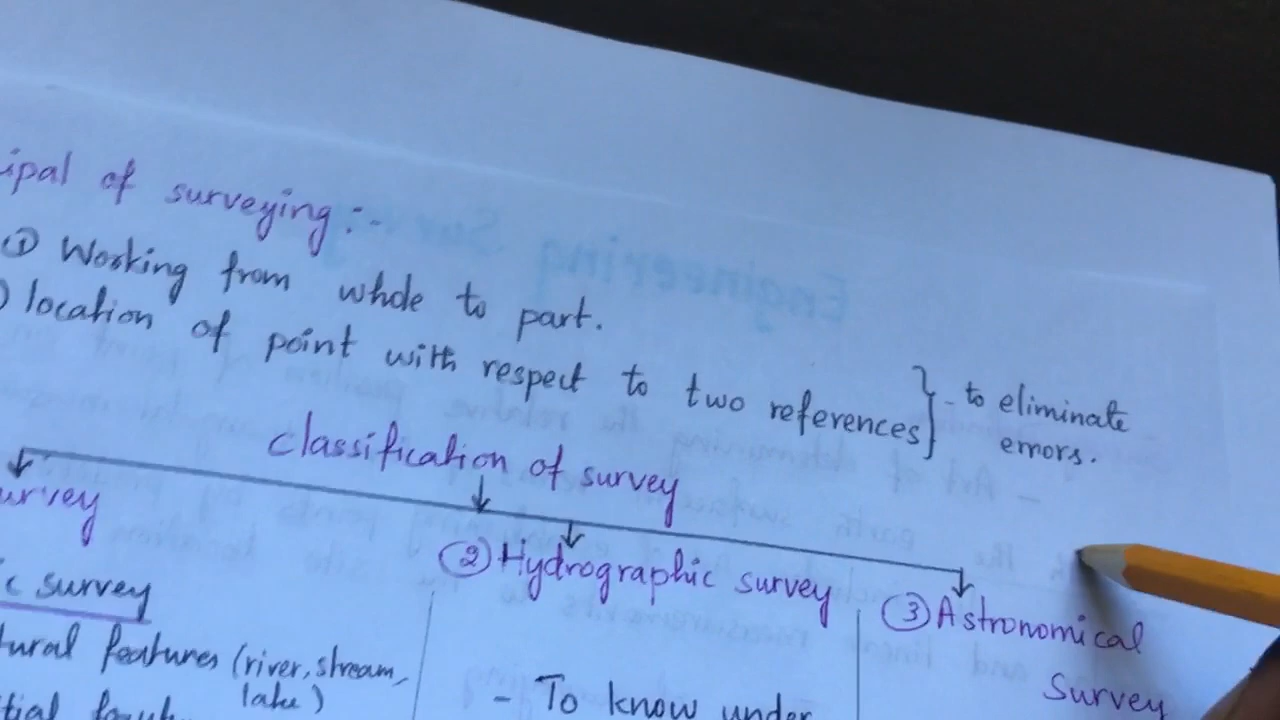 ipal of surveying :-
① Working from whole to part.
) location of point with respect to two references } - to eliminate
errors.
Classification of survey
urvey
② Hydrographic survey
③ Astronomical
Survey
c survey
tural features (river, stream,
lake)
- To know under